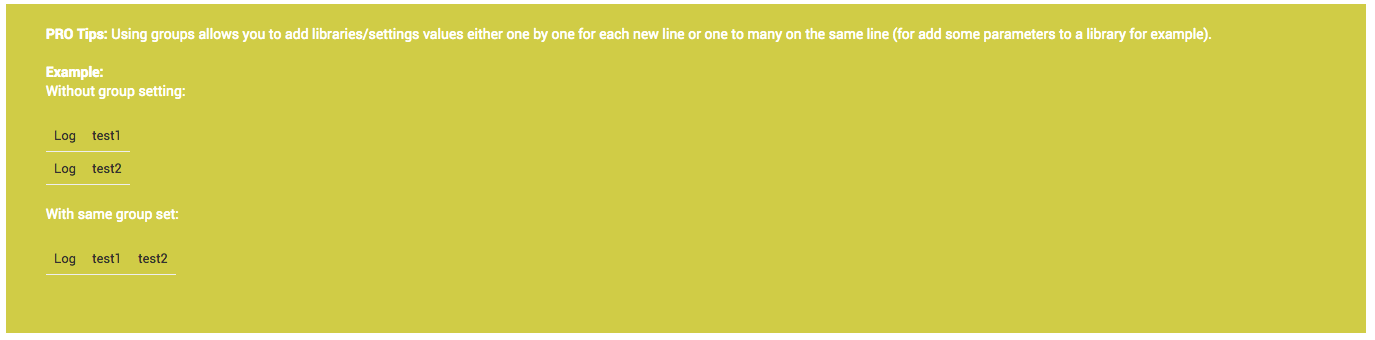 PRO Tips: Using groups allows you to add libraries/settings values either one by one for each new line or one to many on the same line (for add some parameters to a library for example).
Example:
Without group setting:
Log test1
Log test2
With same group set:
Log test1 test2